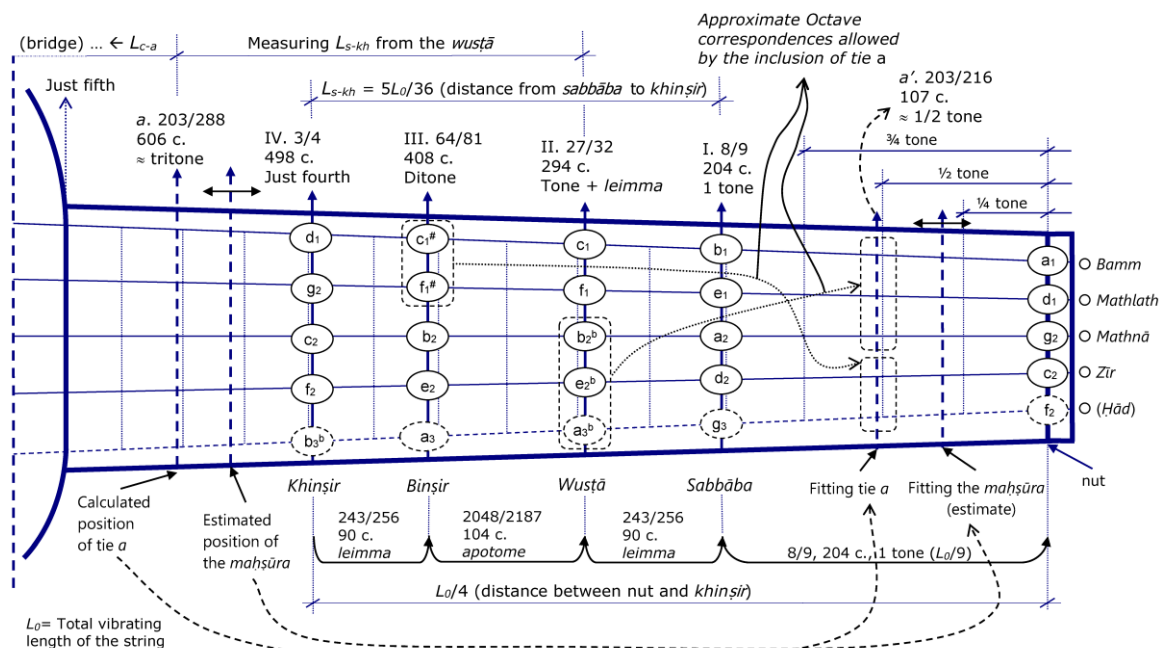 (bridge) ... ← Lc-a
Measuring Ls-kh from the wusṭā
Approximate Octave
correspondences allowed
by the inclusion of tie a
Just fifth
Ls-kh = 5L0/36 (distance from sabbāba to khinṣir)
a. 203/288
606 c.
≈ tritone
IV. 3/4
498 c.
Just fourth
III. 64/81
408 c.
Ditone
II. 27/32
294 c.
Tone + leimma
I. 8/9
204 c.
1 tone
a'. 203/216
107 c.
≈ 1/2 tone
¾ tone
½ tone
¼ tone
d1 c1# c1 b1 a1 Bamm
g2 f1# f1 e1 d1 Mathlath
c2 b2 b2b a2 g2 Mathnā
f2 e2 e2b d2 c2 Zīr
b3b a3 a3b g3 f2 (Ḥād)
Khinṣir Binṣir Wusṭā Sabbāba
Calculated
position
of tie a
Estimated
position of
the maḥṣūra
243/256
90 c.
leimma
2048/2187
104 c.
apotome
243/256
90 c.
leimma
8/9, 204 c., 1 tone (L0/9)
Fitting tie a
Fitting the maḥṣūra
(estimate)
nut
L0/4 (distance between nut and khinṣir)
L0= Total vibrating
length of the string